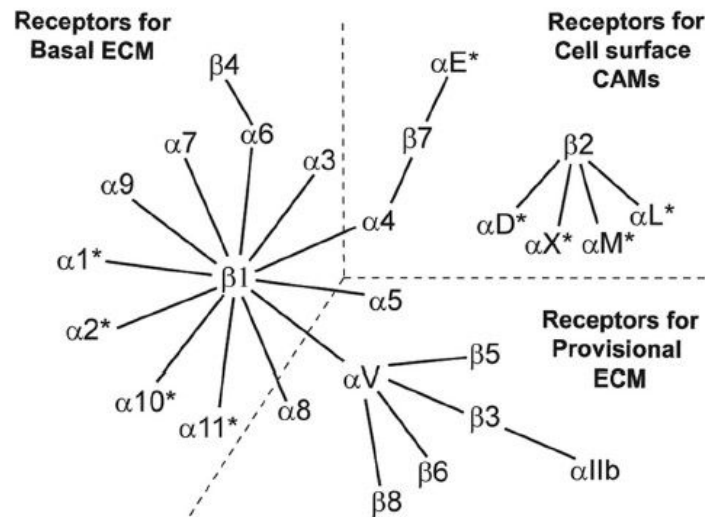 Receptors for
Basal ECM
Receptors for
Cell surface
CAMs
β4
αE*
α6
β7
α7
α3
β2
α9
α4
αD*
αX*
αM*
αL*
α1*
β1
α5
α2*
Receptors for
Provisional
ECM
αV
β5
α10*
α11*
α8
β3
β6
αIIb
β8